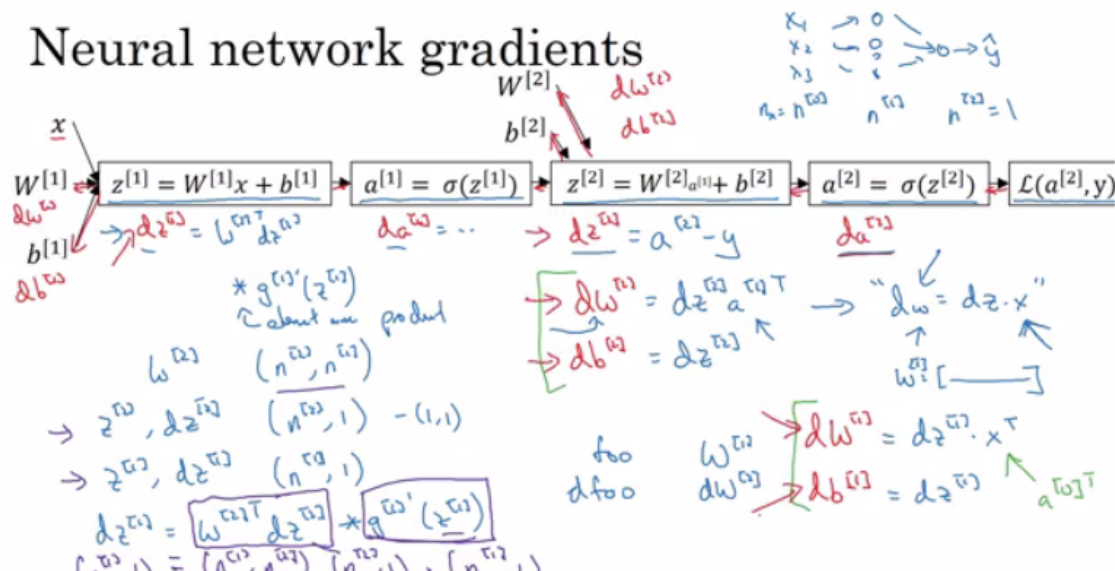 Neural network gradients
x₁ → 0
x₂ 0 → 0 → ŷ
x₃
nₓ = n^[0] n^[1] n^[2] = 1
W^[2] dw^[2]
b^[2] db^[2]
x
W^[1] z^[1] = W^[1]x + b^[1] a^[1] = σ(z^[1]) z^[2] = W^[2]a^[1] + b^[2] a^[2] = σ(z^[2]) ℒ(a^[2], y)
dw^[1]
b^[1]
db^[1]
→ dz^[1] = W^[2]T dz^[2] da^[1] = .. → dz^[2] = a^[2] - y da^[2]
* g^[1]'(z^[1])
product
→ dw^[2] = dz^[2] a^[1]T → "dw = dz · x"
→ db^[2] = dz^[2]
w^[2] (n^[2], n^[1])
→ z^[2], dz^[2] (n^[2], 1) - (1,1)
→ z^[1], dz^[1] (n^[1], 1)
foo W^[1] dw^[1] = dz^[1] · x^T
dfoo dw^[1] db^[1] = dz^[1] a^[0]T
dz^[1] = W^[2]T dz^[2] * g^[1]'(z^[1])